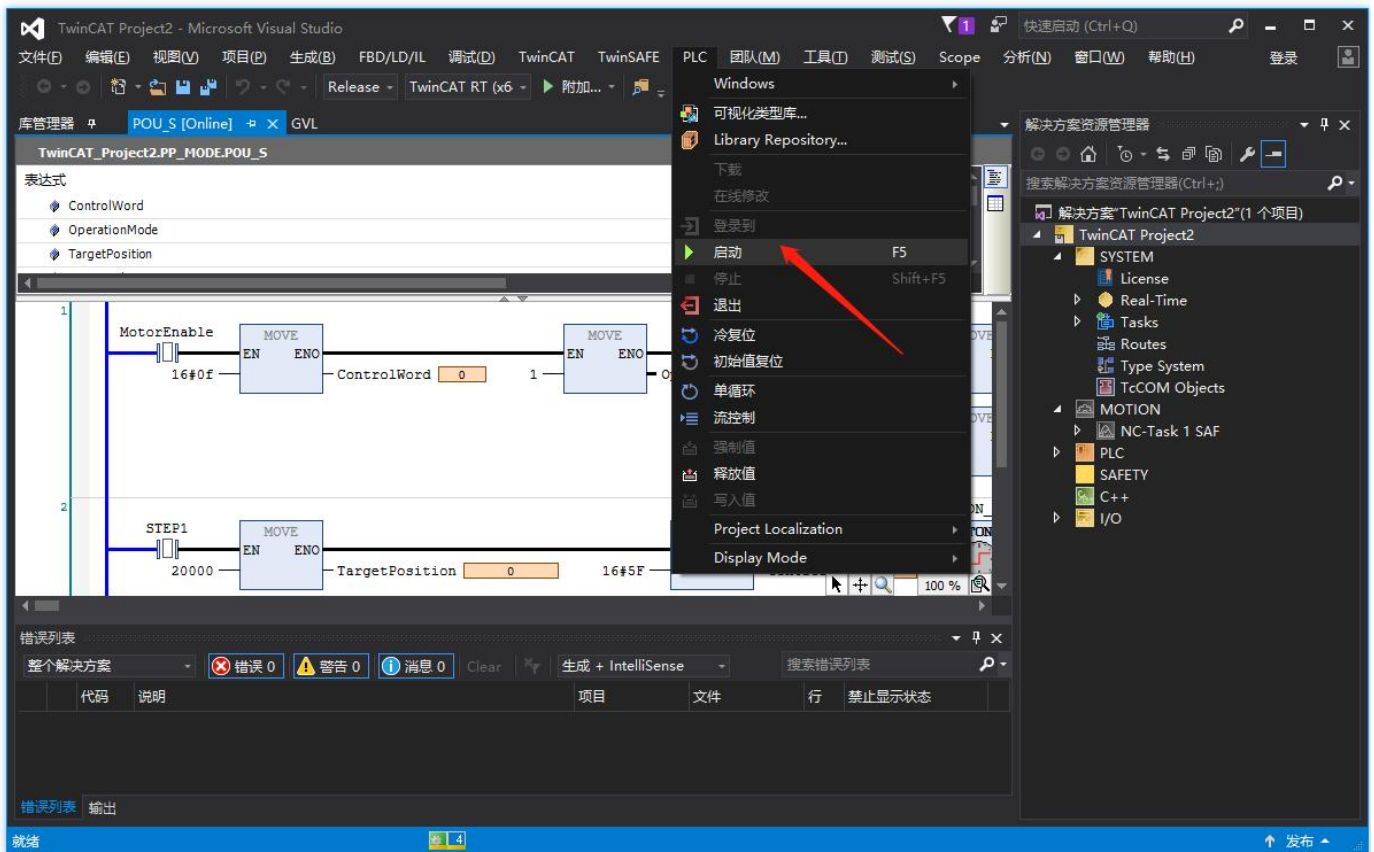 TwinCAT Project2 - Microsoft Visual Studio
1
快速启动 (Ctrl+Q)
文件(F) 编辑(E) 视图(V) 项目(P) 生成(B) FBD/LD/IL 调试(D) TwinCAT TwinSAFE PLC 团队(M) 工具(T) 测试(S) Scope 分析(N) 窗口(W) 帮助(H) 登录
Release TwinCAT RT (x6 附加...
库管理器 POU_S [Online] GVL
TwinCAT_Project2.PP_MODE.POU_S
表达式
ControlWord
OperationMode
TargetPosition
1
MotorEnable
MOVE
EN ENO
16#0f
ControlWord 0
MOVE
EN ENO
1
2
STEP1
MOVE
EN ENO
20000
TargetPosition 0
16#5F
100 %
Windows
可视化类型库...
Library Repository...
下载
在线修改
登录到
启动 F5
停止 Shift+F5
退出
冷复位
初始值复位
单循环
流控制
强制值
释放值
写入值
Project Localization
Display Mode
解决方案资源管理器
搜索解决方案资源管理器(Ctrl+;)
解决方案"TwinCAT Project2"(1 个项目)
TwinCAT Project2
SYSTEM
License
Real-Time
Tasks
Routes
Type System
TcCOM Objects
MOTION
NC-Task 1 SAF
PLC
SAFETY
C++
I/O
错误列表
整个解决方案 错误 0 警告 0 消息 0 Clear 生成 + IntelliSense 搜索错误列表
代码 说明 项目 文件 行 禁止显示状态
错误列表 输出
就绪 4 发布